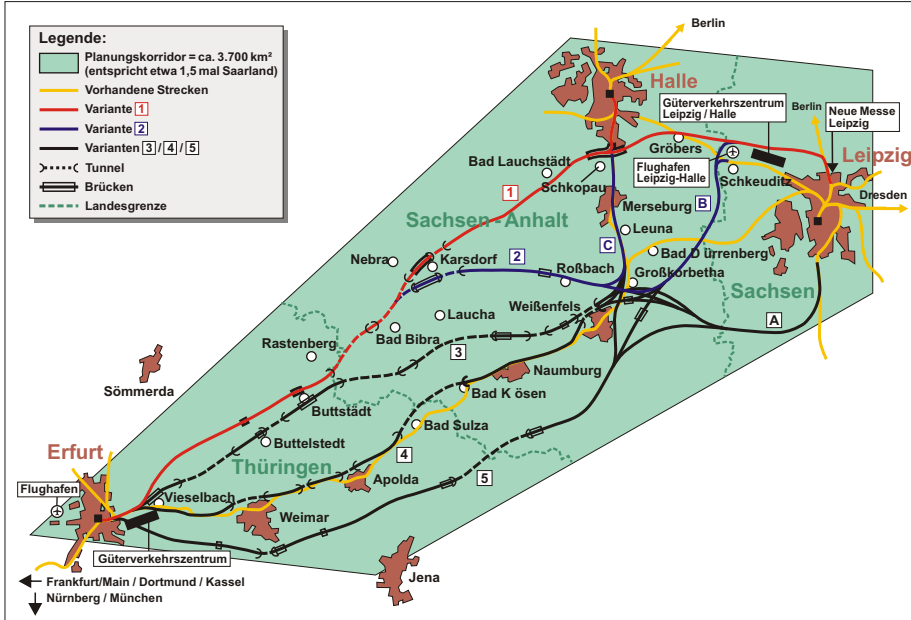 Legende:
Planungskorridor = ca. 3.700 km²
(entspricht etwa 1,5 mal Saarland)
Vorhandene Strecken
Variante 1
Variante 2
Varianten 3 / 4 / 5
Tunnel
Brücken
Landesgrenze
Berlin
Halle
Güterverkehrszentrum
Leipzig / Halle
Berlin
Neue Messe
Leipzig
Gröbers
Leipzig
Bad Lauchstädt
Flughafen
Leipzig-Halle
Schkopau
Schkeuditz
Dresden
1
Merseburg
B
Sachsen-Anhalt
Leuna
C
Nebra
Karsdorf
2
Bad D ürrenberg
Roßbach
Großkorbetha
Sachsen
Weißenfels
Laucha
A
Bad Bibra
Rastenberg
3
Naumburg
Sömmerda
Bad K ösen
Buttstädt
Bad Sulza
Buttelstedt
4
Erfurt
Thüringen
5
Apolda
Flughafen
Vieselbach
Weimar
Güterverkehrszentrum
Jena
Frankfurt/Main / Dortmund / Kassel
Nürnberg / München